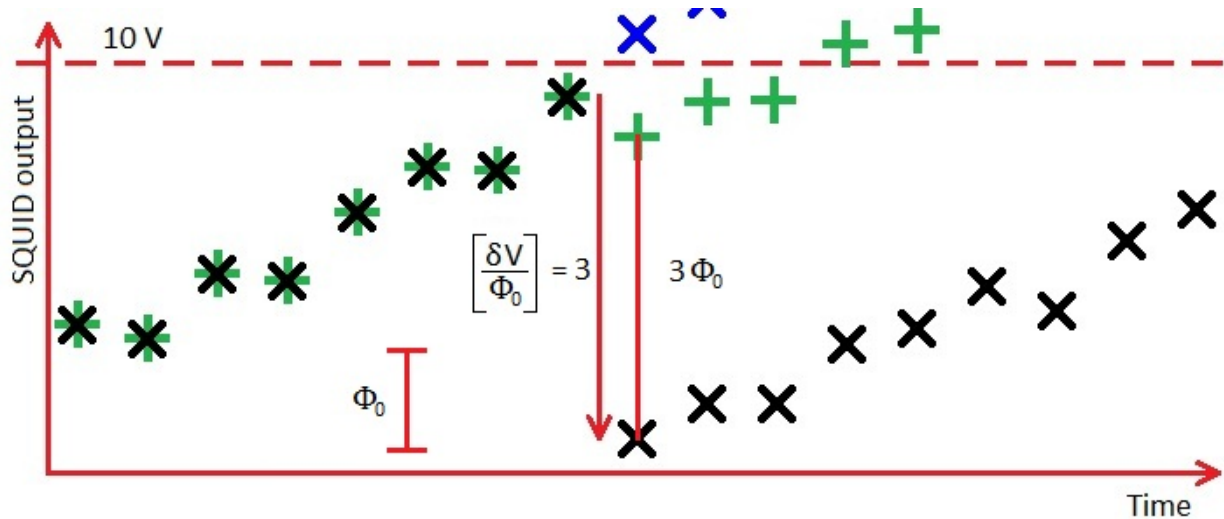 10 V
SQUID output
[δV/Φ₀] = 3
3 Φ₀
Φ₀
Time